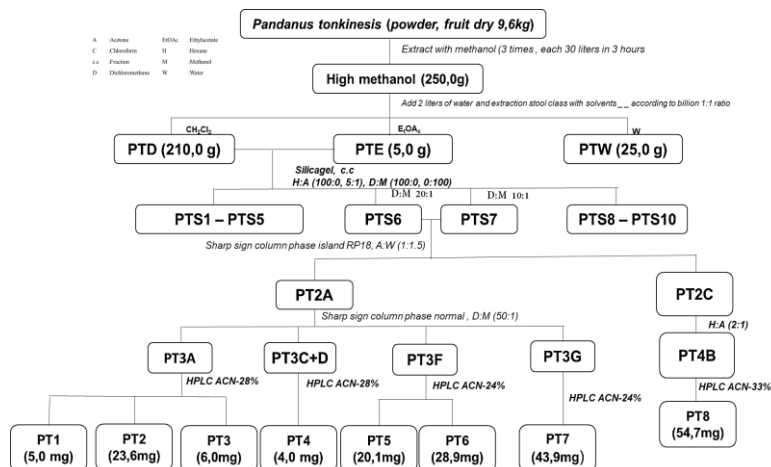 Pandanus tonkinesis (powder, fruit dry 9,6kg)
A :Acetone EtOAc :Ethylacetate
C :Chloroform H :Hexane
c.c :Fraction M :Methanol
D :Dichloromethane W :Water
Extract with methanol (3 times, each 30 liters in 3 hours
High methanol (250,0g)
Add 2 liters of water and extraction stool class with solvents _ _ according to billion 1:1 ratio
CH2Cl2 EtOAc W
PTD (210,0 g) PTE (5,0 g) PTW (25,0 g)
Silicagel, c.c
H:A (100:0, 5:1), D:M (100:0, 0:100)
D:M 20:1 D:M 10:1
PTS1 – PTS5 PTS6 PTS7 PTS8 – PTS10
Sharp sign column phase island RP18, A:W (1:1.5)
PT2A PT2C
Sharp sign column phase normal , D:M (50:1)
H:A (2:1)
PT3A PT3C+D PT3F PT3G PT4B
HPLC ACN-28% HPLC ACN-28% HPLC ACN-24% HPLC ACN-24% HPLC ACN-33%
PT8
(54,7mg)
PT1 PT2 PT3 PT4 PT5 PT6 PT7
(5,0 mg) (23,6mg) (6,0mg) (4,0 mg) (20,1mg) (28,9mg) (43,9mg)